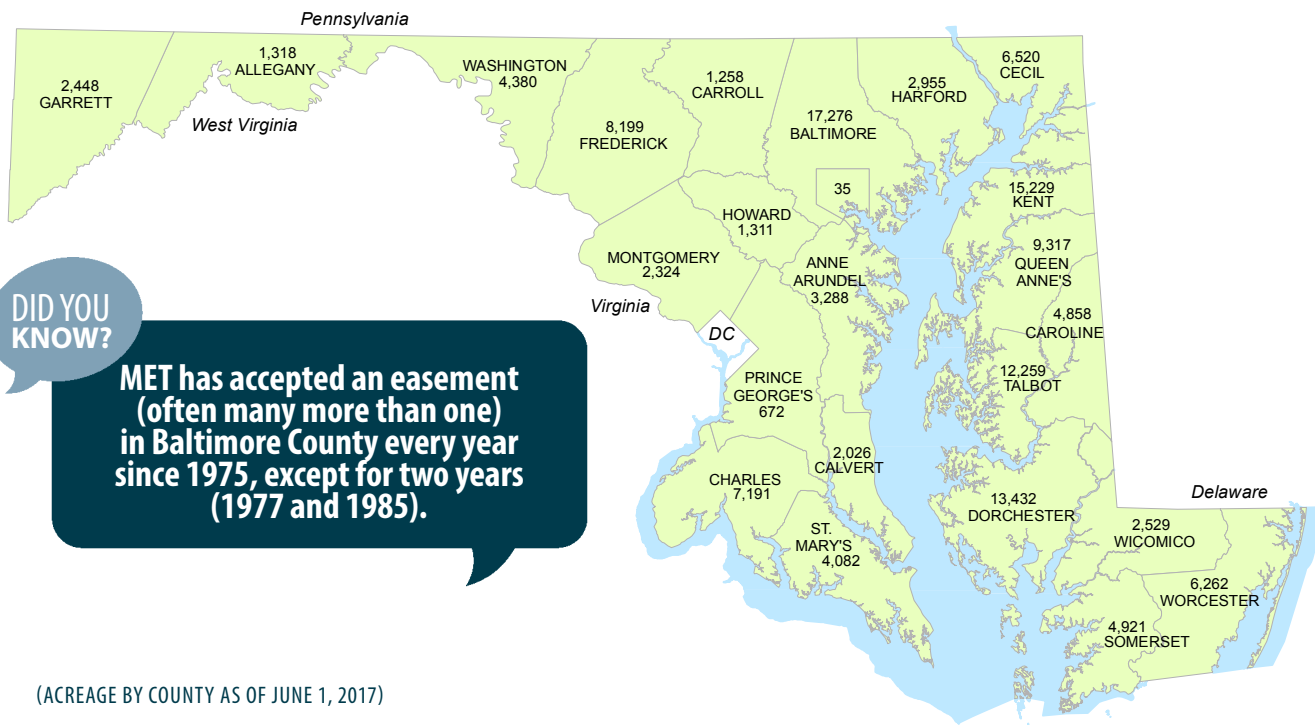 Pennsylvania
2,448
GARRETT
1,318
ALLEGANY
WASHINGTON
4,380
West Virginia
8,199
FREDERICK
1,258
CARROLL
17,276
BALTIMORE
2,955
HARFORD
6,520
CECIL
35
15,229
KENT
HOWARD
1,311
MONTGOMERY
2,324
ANNE
ARUNDEL
3,288
9,317
QUEEN
ANNE'S
Virginia
DC
4,858
CAROLINE
12,259
TALBOT
PRINCE
GEORGE'S
672
2,026
CALVERT
CHARLES
7,191
ST.
MARY'S
4,082
13,432
DORCHESTER
Delaware
2,529
WICOMICO
6,262
WORCESTER
4,921
SOMERSET
DID YOU
KNOW?
MET has accepted an easement
(often many more than one)
in Baltimore County every year
since 1975, except for two years
(1977 and 1985).
(ACREAGE BY COUNTY AS OF JUNE 1, 2017)